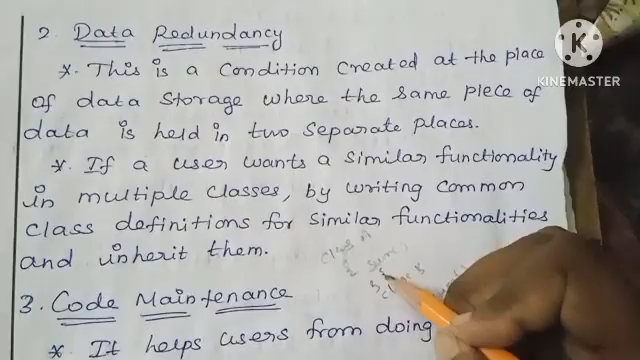 2. Data Redundancy
KINEMASTER
* This is a Condition Created at the place
of data storage where the same piece of
data is held in two separate places.
* If a user wants a similar functionality
in multiple classes, by writing common
class definitions for similar functionalities
and inherit them.
class A
3. Code Maintenance
* It helps users from doing